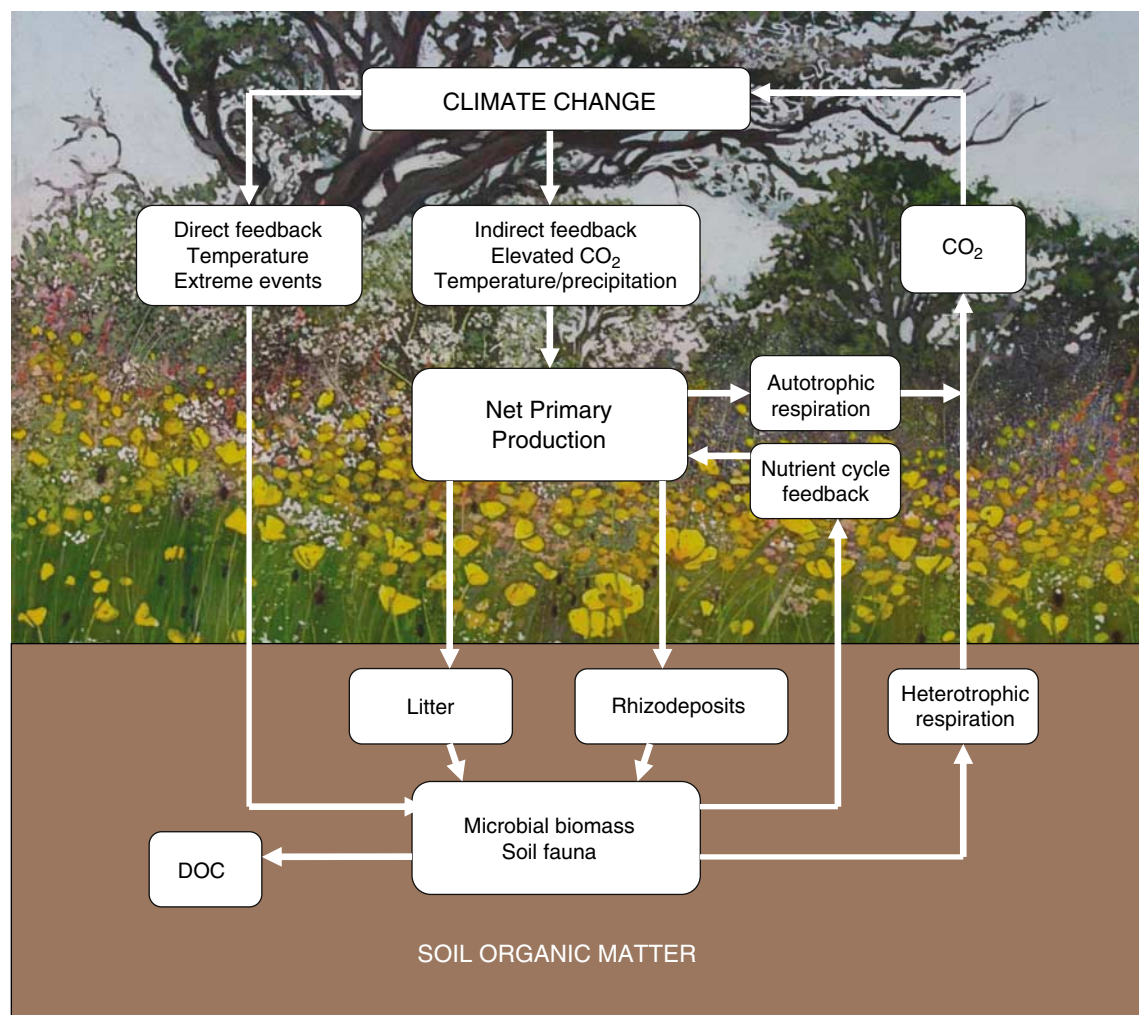 CLIMATE CHANGE
Direct feedback
Temperature
Extreme events
Indirect feedback
Elevated CO₂
Temperature/precipitation
CO₂
Net Primary
Production
Autotrophic
respiration
Nutrient cycle
feedback
Litter
Rhizodeposits
Heterotrophic
respiration
Microbial biomass
Soil fauna
DOC
SOIL ORGANIC MATTER